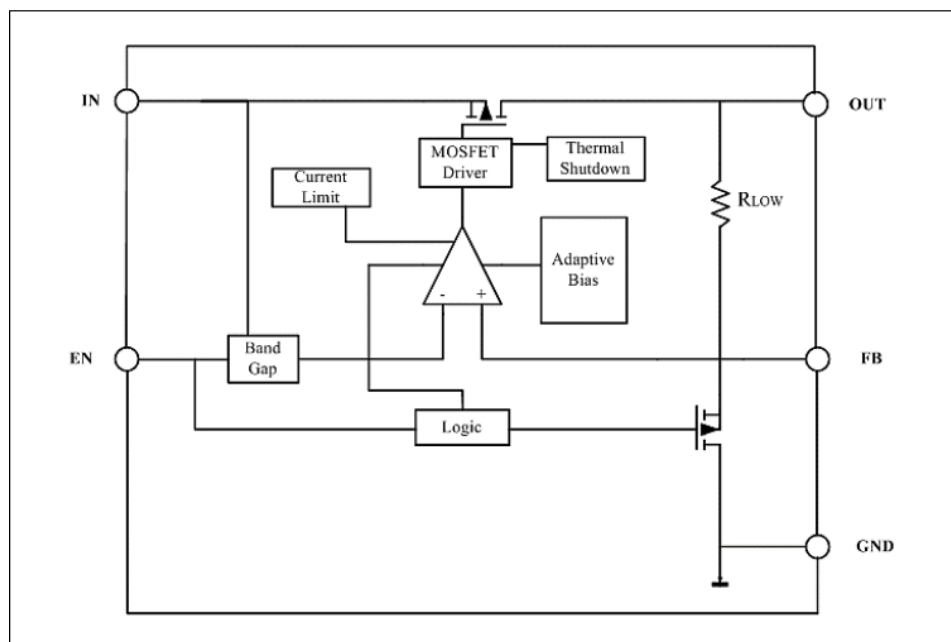 IN
OUT
MOSFET
Driver
Thermal
Shutdown
Current
Limit
RLOW
Adaptive
Bias
- +
EN
Band
Gap
FB
Logic
GND